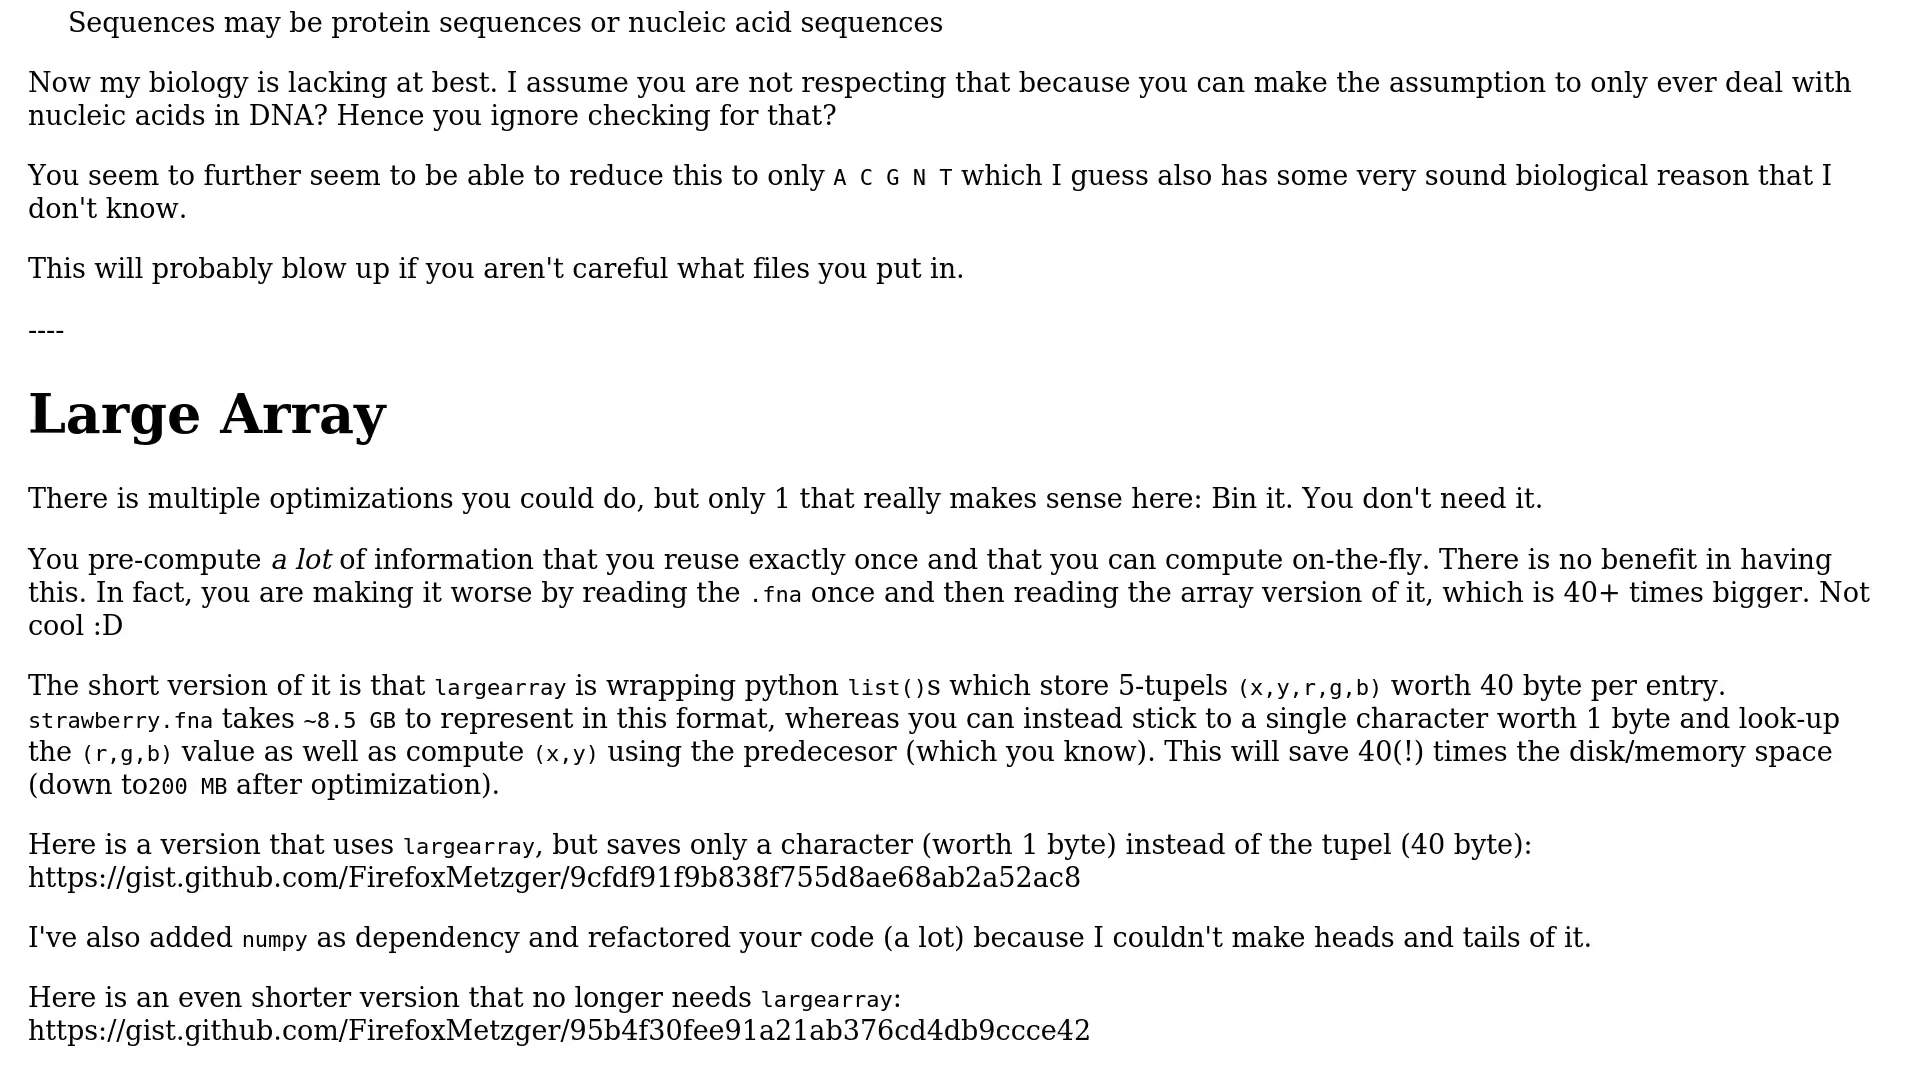 Sequences may be protein sequences or nucleic acid sequences
Now my biology is lacking at best. I assume you are not respecting that because you can make the assumption to only ever deal with
nucleic acids in DNA? Hence you ignore checking for that?
You seem to further seem to be able to reduce this to only A C G N T which I guess also has some very sound biological reason that I
don't know.
This will probably blow up if you aren't careful what files you put in.
----
Large Array
There is multiple optimizations you could do, but only 1 that really makes sense here: Bin it. You don't need it.
You pre-compute a lot of information that you reuse exactly once and that you can compute on-the-fly. There is no benefit in having
this. In fact, you are making it worse by reading the .fna once and then reading the array version of it, which is 40+ times bigger. Not
cool :D
The short version of it is that largearray is wrapping python list()s which store 5-tupels (x,y,r,g,b) worth 40 byte per entry.
strawberry.fna takes ~8.5 GB to represent in this format, whereas you can instead stick to a single character worth 1 byte and look-up
the (r,g,b) value as well as compute (x,y) using the predecesor (which you know). This will save 40(!) times the disk/memory space
(down to200 MB after optimization).
Here is a version that uses largearray, but saves only a character (worth 1 byte) instead of the tupel (40 byte):
https://gist.github.com/FirefoxMetzger/9cfdf91f9b838f755d8ae68ab2a52ac8
I've also added numpy as dependency and refactored your code (a lot) because I couldn't make heads and tails of it.
Here is an even shorter version that no longer needs largearray:
https://gist.github.com/FirefoxMetzger/95b4f30fee91a21ab376cd4db9ccce42